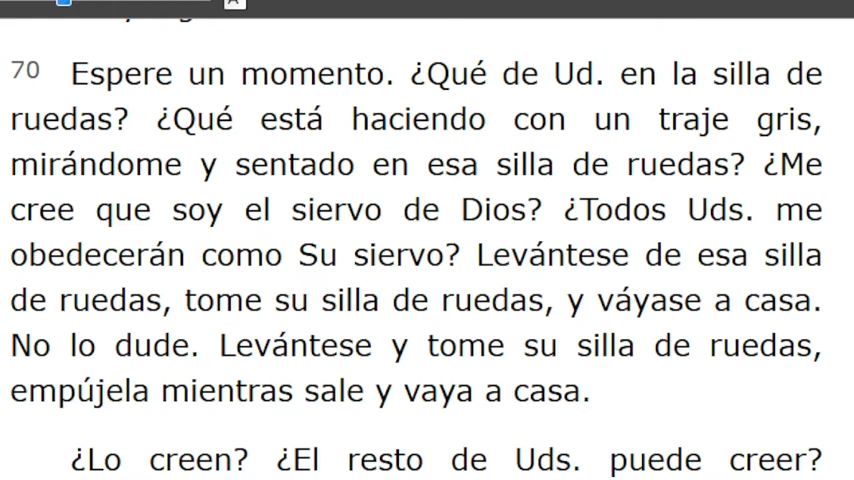 70 Espere un momento. ¿Qué de Ud. en la silla de
ruedas? ¿Qué está haciendo con un traje gris,
mirándome y sentado en esa silla de ruedas? ¿Me
cree que soy el siervo de Dios? ¿Todos Uds. me
obedecerán como Su siervo? Levántese de esa silla
de ruedas, tome su silla de ruedas, y váyase a casa.
No lo dude. Levántese y tome su silla de ruedas,
empújela mientras sale y vaya a casa.
¿Lo creen? ¿El resto de Uds. puede creer?